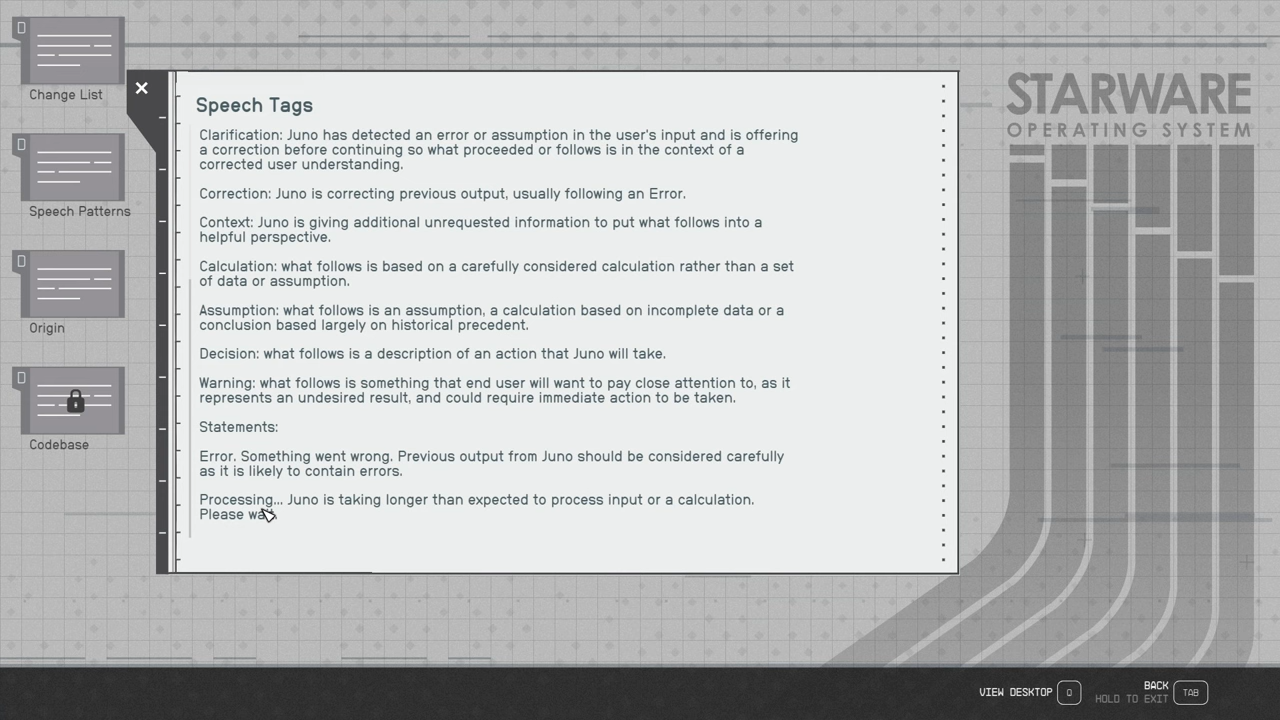 Change List
Speech Patterns
Origin
Codebase
Speech Tags
Clarification: Juno has detected an error or assumption in the user's input and is offering
a correction before continuing so what proceeded or follows is in the context of a
corrected user understanding.
Correction: Juno is correcting previous output, usually following an Error.
Context: Juno is giving additional unrequested information to put what follows into a
helpful perspective.
Calculation: what follows is based on a carefully considered calculation rather than a set
of data or assumption.
Assumption: what follows is an assumption, a calculation based on incomplete data or a
conclusion based largely on historical precedent.
Decision: what follows is a description of an action that Juno will take.
Warning: what follows is something that end user will want to pay close attention to, as it
represents an undesired result, and could require immediate action to be taken.
Statements:
Error. Something went wrong. Previous output from Juno should be considered carefully
as it is likely to contain errors.
Processing... Juno is taking longer than expected to process input or a calculation.
Please
STARWARE
OPERATING SYSTEM
VIEW DESKTOP Q
BACK
HOLD TO EXIT TAB